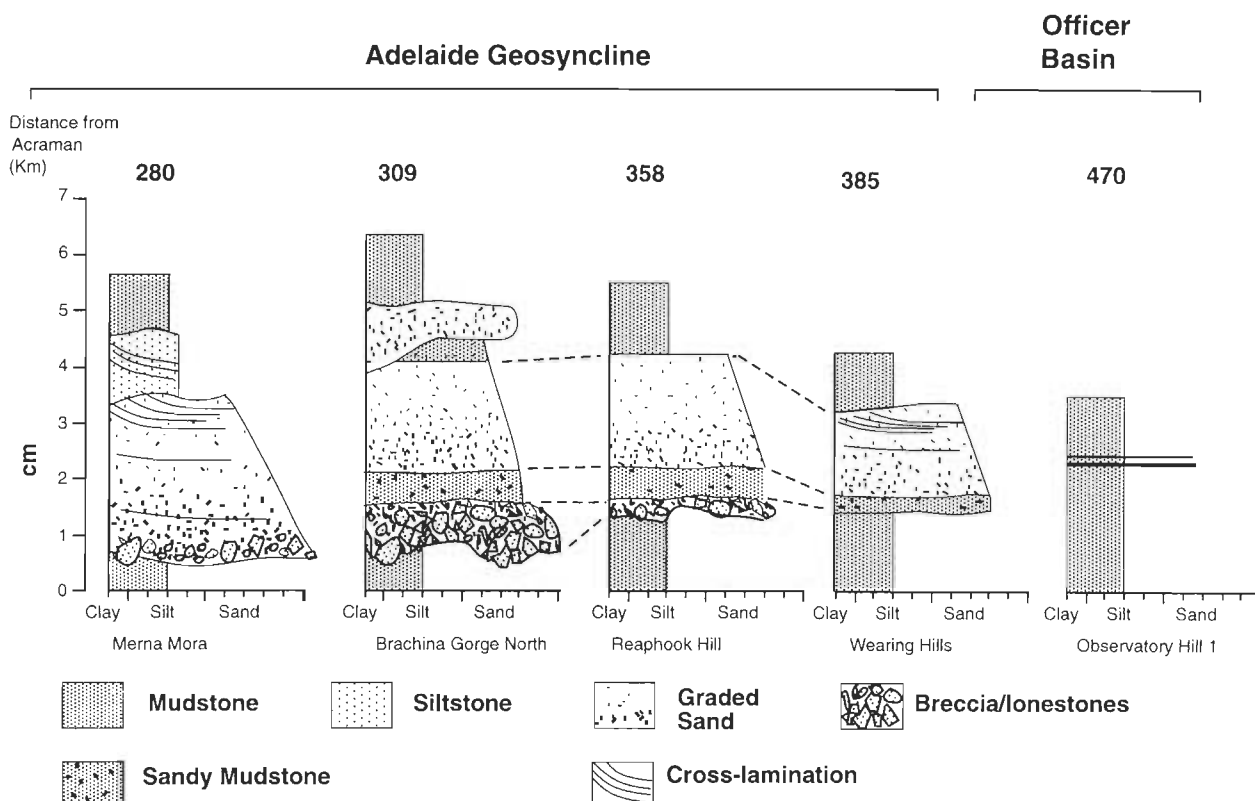 Adelaide Geosyncline
Officer
Basin
Distance from
Acraman
(Km)
280
309
358
385
470
7
6
5
4
3
2
1
0
cm
Clay Silt Sand
Clay Silt Sand
Clay Silt Sand
Clay Silt Sand
Clay Silt Sand
Merna Mora
Brachina Gorge North
Reaphook Hill
Wearing Hills
Observatory Hill 1
Mudstone
Siltstone
Graded
Sand
Breccia/lonestones
Sandy Mudstone
Cross-lamination